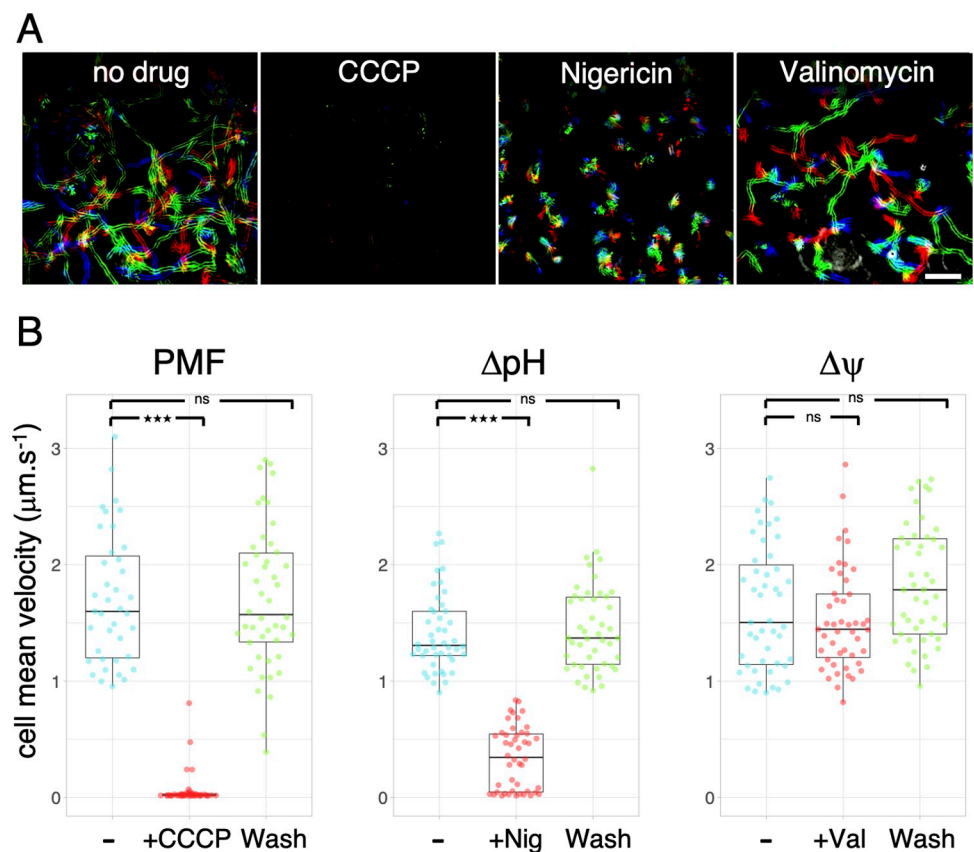 A
no drug CCCP Nigericin Valinomycin
B
PMF ΔpH Δψ
ns ns ns
★★★ ★★★ ns
cell mean velocity (μm.s⁻¹)
3 3 3
2 2 2
1 1 1
0 0 0
- +CCCP Wash - +Nig Wash - +Val Wash